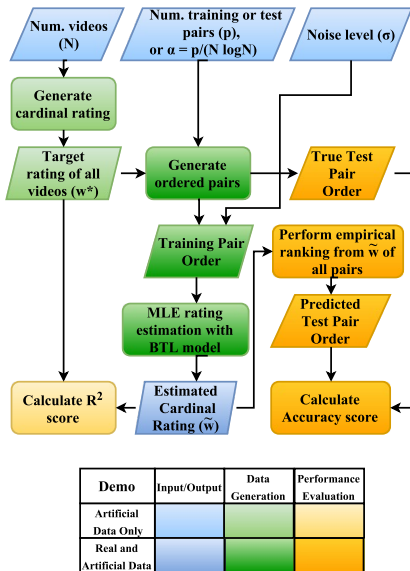 Num. videos
(N)
Num. training or test
pairs (p),
or α = p/(N logN)
Noise level (σ)
Generate
cardinal rating
Target
rating of all
videos (w*)
Generate
ordered pairs
True Test
Pair
Order
Training Pair
Order
Perform empirical
ranking from w̃ of
all pairs
MLE rating
estimation with
BTL model
Predicted
Test Pair
Order
Calculate R²
score
Estimated
Cardinal
Rating (w̃)
Calculate
Accuracy score
Demo
Input/Output
Data
Generation
Performance
Evaluation
Artificial
Data Only
Real and
Artificial Data